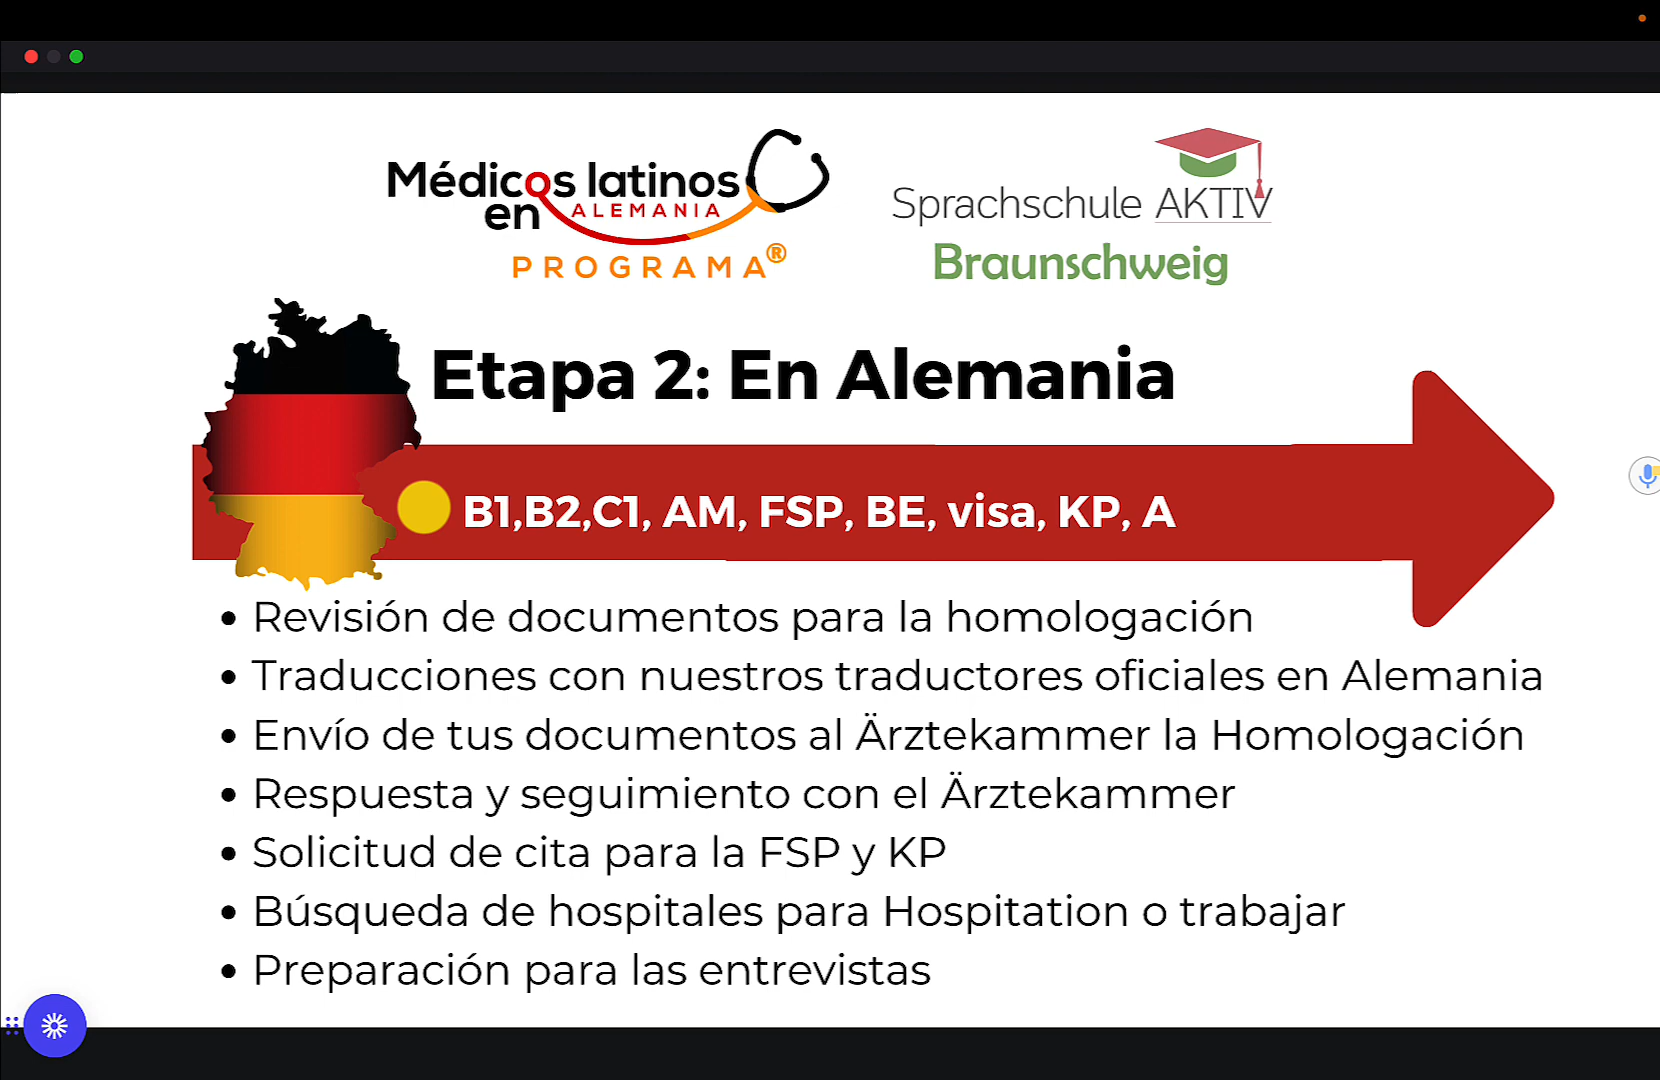 Médicos latinos
en ALEMANIA
PROGRAMA®
Sprachschule AKTIV
Braunschweig
Etapa 2: En Alemania
B1,B2,C1, AM, FSP, BE, visa, KP, A
• Revisión de documentos para la homologación
• Traducciones con nuestros traductores oficiales en Alemania
• Envío de tus documentos al Ärztekammer la Homologación
• Respuesta y seguimiento con el Ärztekammer
• Solicitud de cita para la FSP y KP
• Búsqueda de hospitales para Hospitation o trabajar
• Preparación para las entrevistas